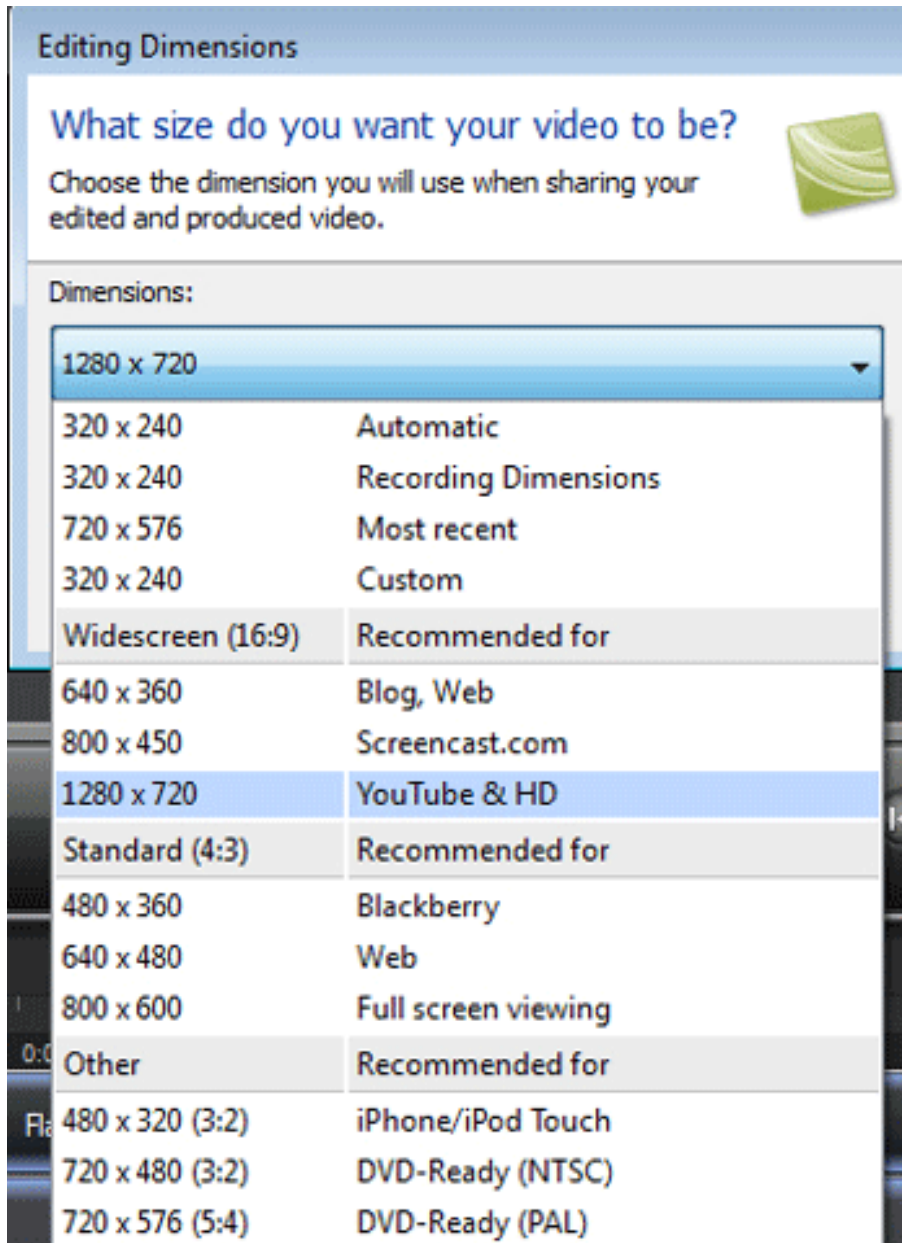 Editing Dimensions
What size do you want your video to be?
Choose the dimension you will use when sharing your
edited and produced video.
Dimensions:
1280 x 720
320 x 240 Automatic
320 x 240 Recording Dimensions
720 x 576 Most recent
320 x 240 Custom
Widescreen (16:9) Recommended for
640 x 360 Blog, Web
800 x 450 Screencast.com
1280 x 720 YouTube & HD
Standard (4:3) Recommended for
480 x 360 Blackberry
640 x 480 Web
800 x 600 Full screen viewing
Other Recommended for
480 x 320 (3:2) iPhone/iPod Touch
720 x 480 (3:2) DVD-Ready (NTSC)
720 x 576 (5:4) DVD-Ready (PAL)